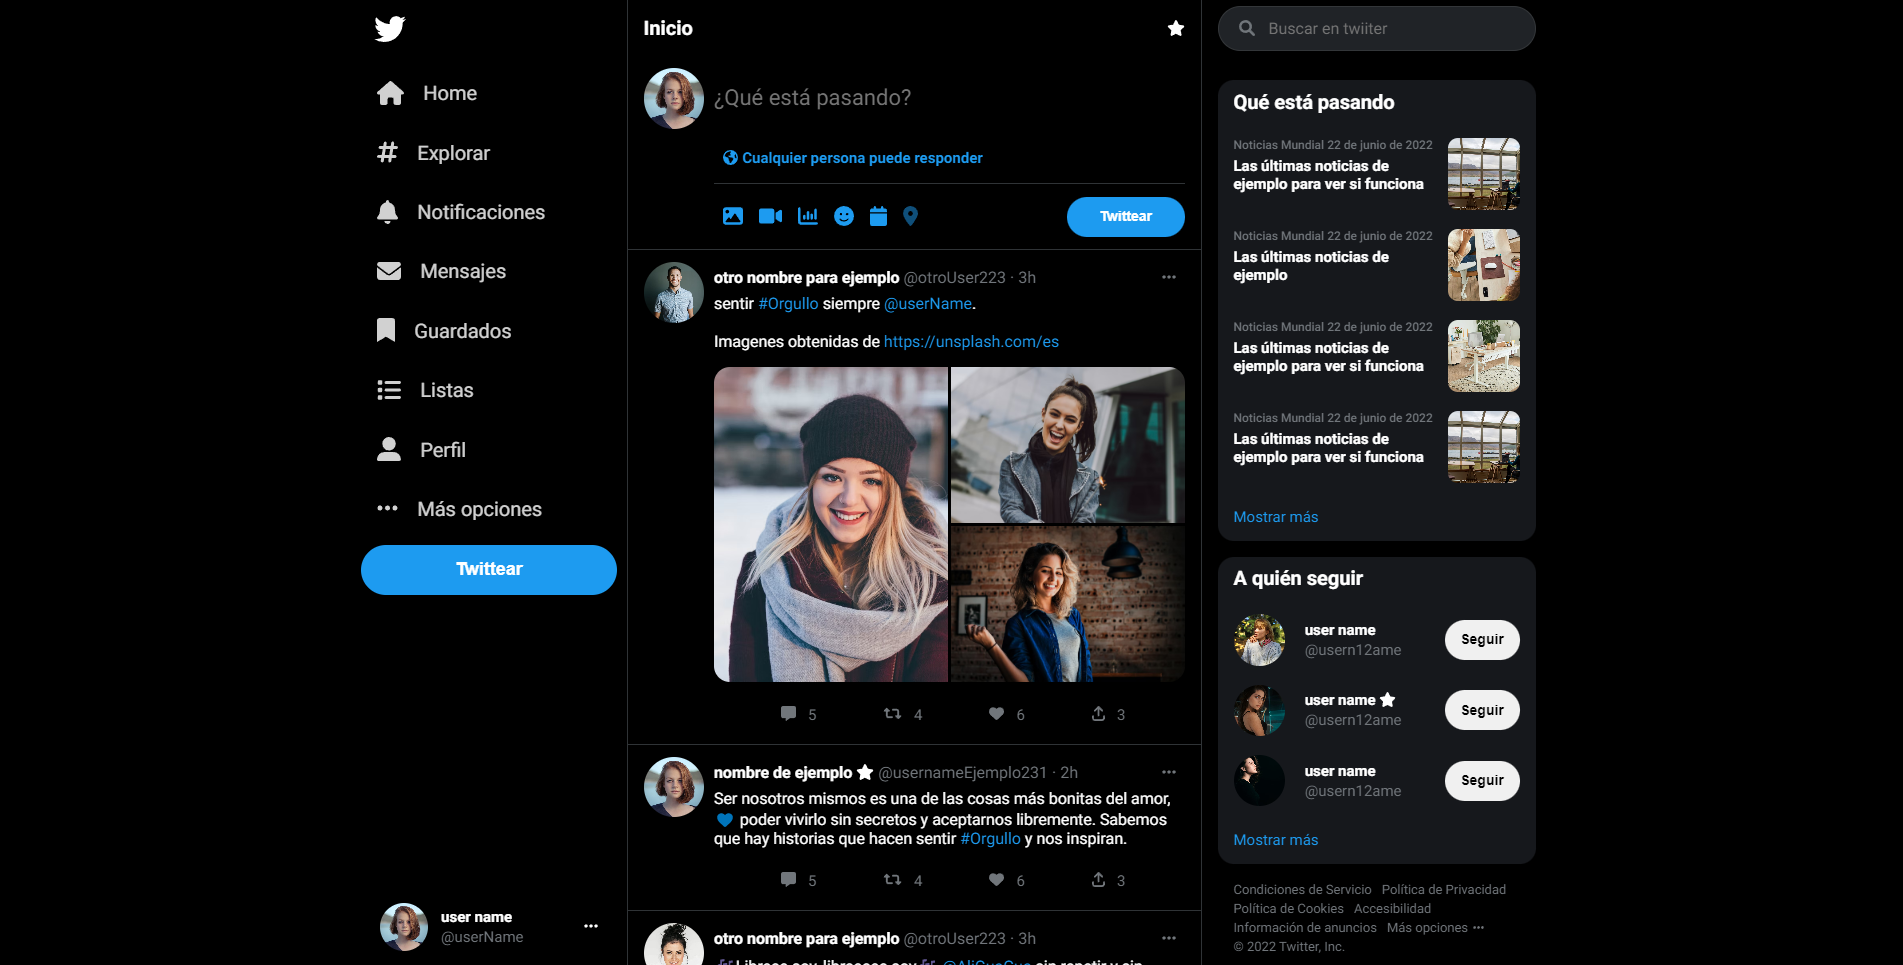 Home
Explorar
Notificaciones
Mensajes
Guardados
Listas
Perfil
Más opciones
Twittear
user name
@userName
Inicio
¿Qué está pasando?
Cualquier persona puede responder
Twittear
otro nombre para ejemplo @otroUser223 · 3h
sentir #Orgullo siempre @userName.
Imagenes obtenidas de https://unsplash.com/es
5 4 6 3
nombre de ejemplo @usernameEjemplo231 · 2h
Ser nosotros mismos es una de las cosas más bonitas del amor,
poder vivirlo sin secretos y aceptarnos libremente. Sabemos
que hay historias que hacen sentir #Orgullo y nos inspiran.
5 4 6 3
otro nombre para ejemplo @otroUser223 · 3h
Buscar en twiiter
Qué está pasando
Noticias Mundial 22 de junio de 2022
Las últimas noticias de
ejemplo para ver si funciona
Noticias Mundial 22 de junio de 2022
Las últimas noticias de
ejemplo
Noticias Mundial 22 de junio de 2022
Las últimas noticias de
ejemplo para ver si funciona
Noticias Mundial 22 de junio de 2022
Las últimas noticias de
ejemplo para ver si funciona
Mostrar más
A quién seguir
user name
@usern12ame
Seguir
user name
@usern12ame
Seguir
user name
@usern12ame
Seguir
Mostrar más
Condiciones de Servicio Política de Privacidad
Política de Cookies Accesibilidad
Información de anuncios Más opciones ···
© 2022 Twitter, Inc.